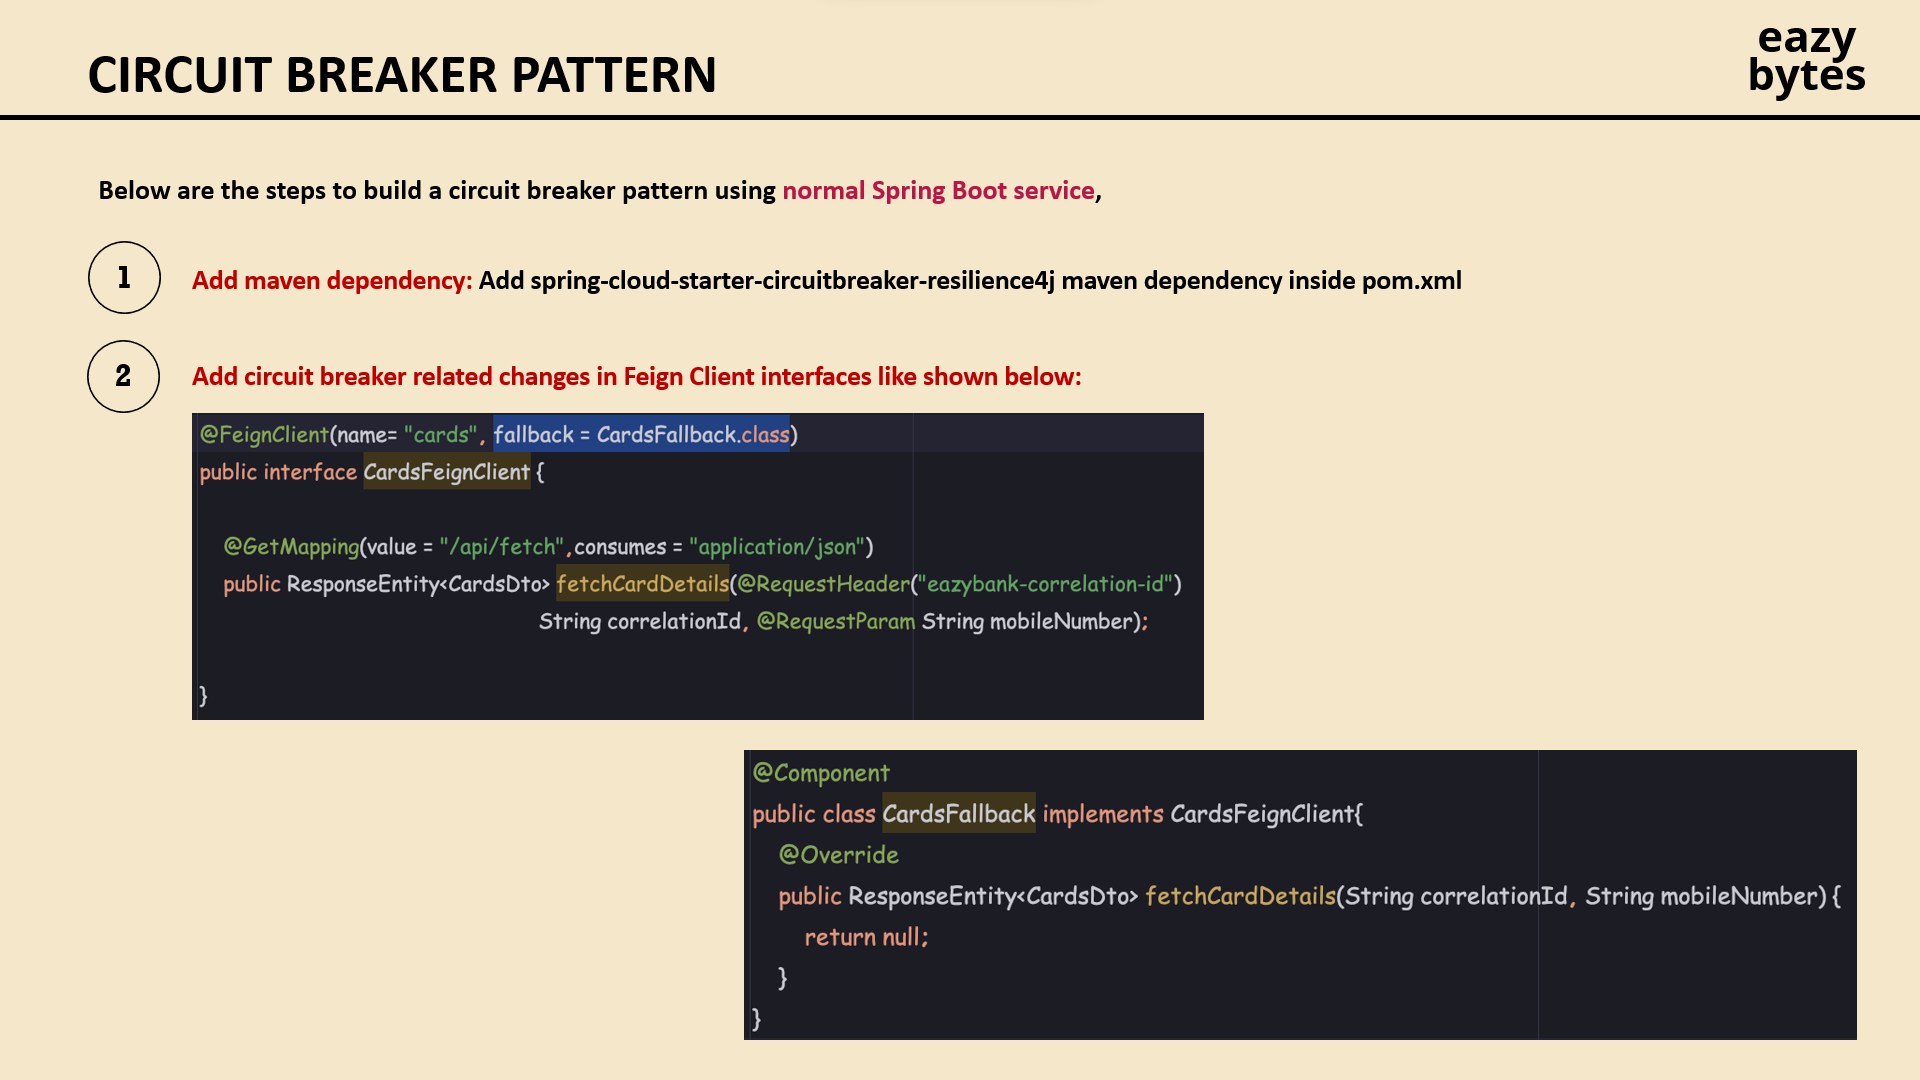 CIRCUIT BREAKER PATTERN
eazy
bytes
Below are the steps to build a circuit breaker pattern using normal Spring Boot service,
1
Add maven dependency: Add spring-cloud-starter-circuitbreaker-resilience4j maven dependency inside pom.xml
2
Add circuit breaker related changes in Feign Client interfaces like shown below:
@FeignClient(name= "cards", fallback = CardsFallback.class)
public interface CardsFeignClient {
@GetMapping(value = "/api/fetch",consumes = "application/json")
public ResponseEntity<CardsDto> fetchCardDetails(@RequestHeader("eazybank-correlation-id")
String correlationId, @RequestParam String mobileNumber);
}
@Component
public class CardsFallback implements CardsFeignClient{
@Override
public ResponseEntity<CardsDto> fetchCardDetails(String correlationId, String mobileNumber) {
return null;
}
}